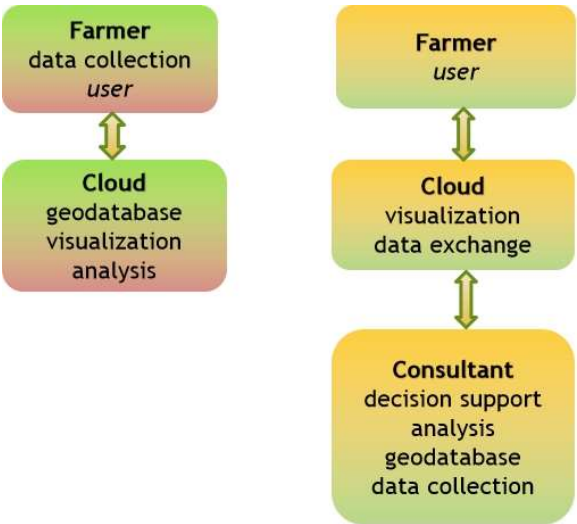 Farmer
data collection
user
Cloud
geodatabase
visualization
analysis
Farmer
user
Cloud
visualization
data exchange
Consultant
decision support
analysis
geodatabase
data collection